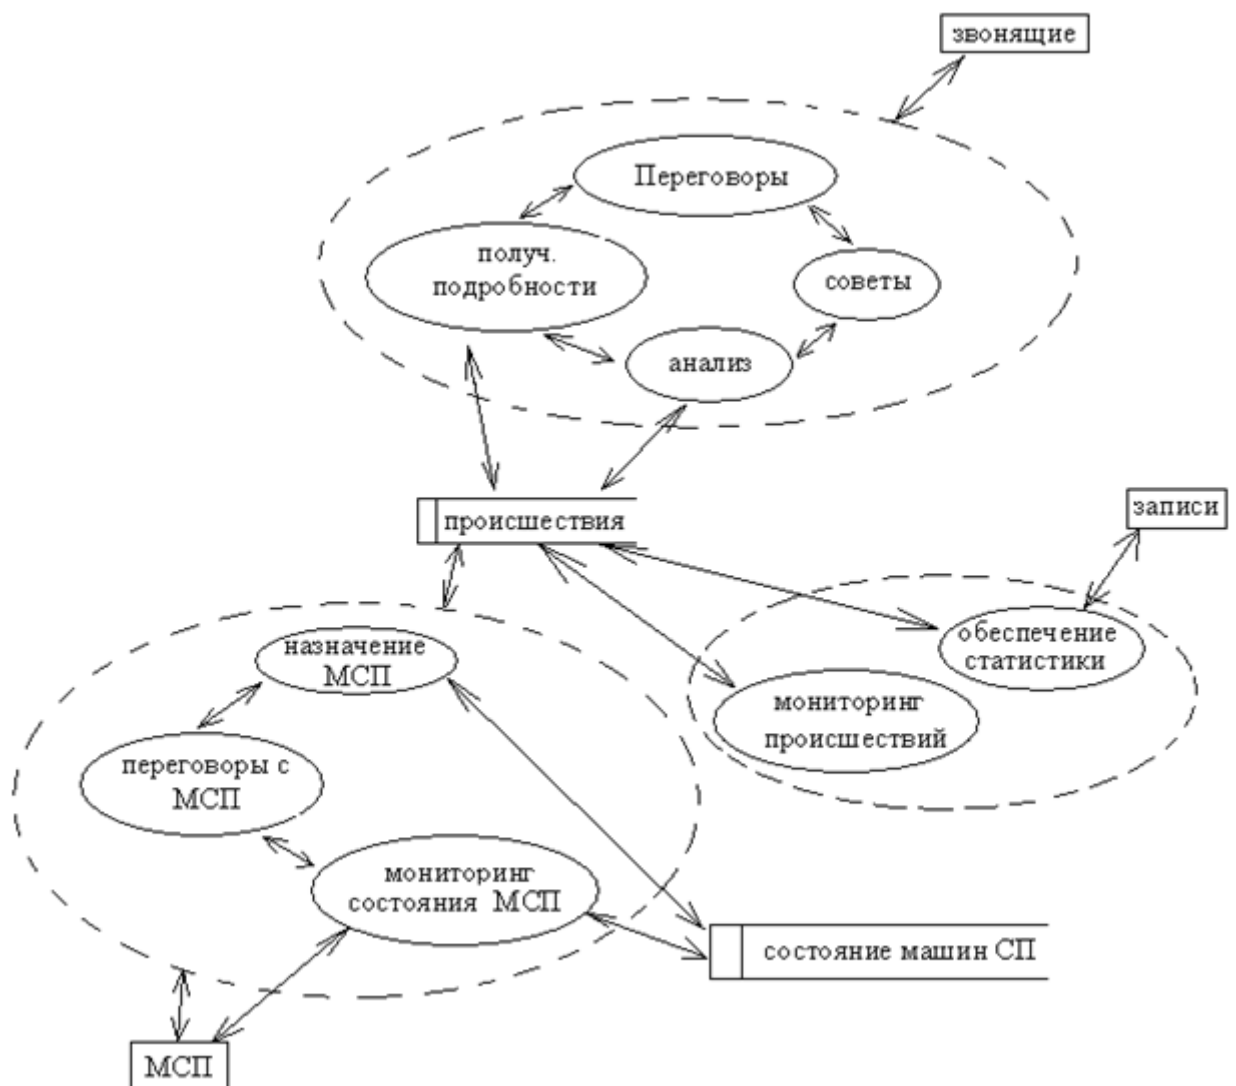 звонящие
Переговоры
получ.
подробности
советы
анализ
происшествия
записи
назначение
МСП
обеспечение
статистики
мониторинг
происшествий
переговоры с
МСП
мониторинг
состояния МСП
состояние машин СП
МСП